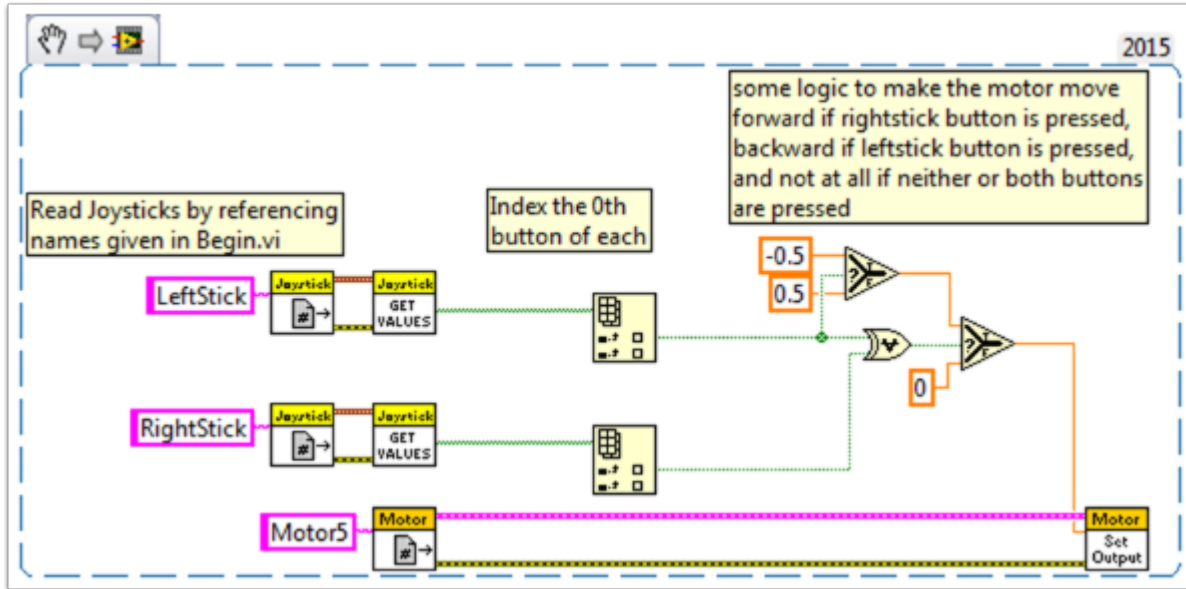 2015
some logic to make the motor move
forward if rightstick button is pressed,
backward if leftstick button is pressed,
and not at all if neither or both buttons
are pressed
Read Joysticks by referencing
names given in Begin.vi
Index the 0th
button of each
-0.5
0.5
LeftStick
Joystick
#
Joystick
GET
VALUES
?
T
F
?
T
F
0
RightStick
Joystick
#
Joystick
GET
VALUES
Motor5
Motor
#
Motor
Set
Output